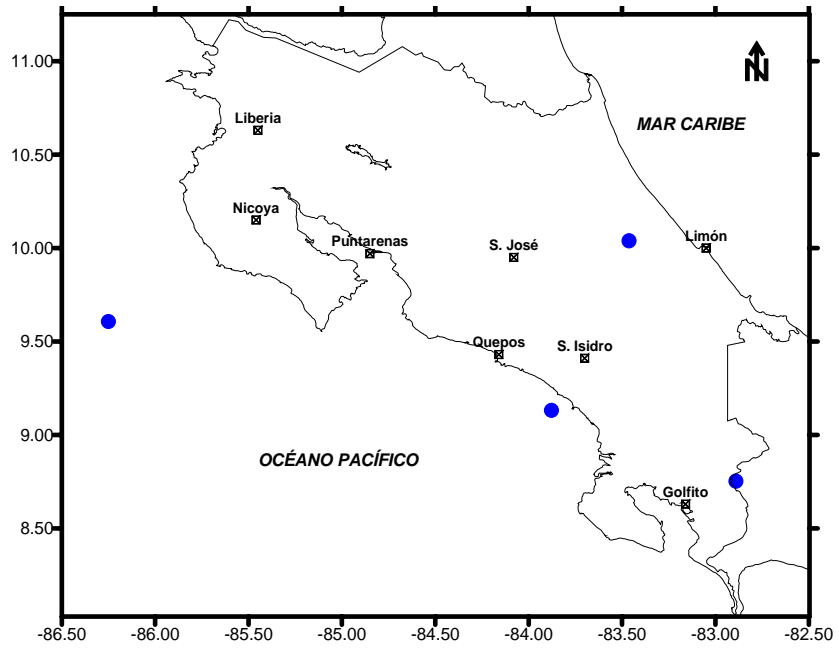 N
11.00
MAR CARIBE
Liberia
10.50
Nicoya
Puntarenas
S. José
Limón
10.00
Quepos
S. Isidro
9.50
OCÉANO PACÍFICO
9.00
Golfito
8.50
-86.50 -86.00 -85.50 -85.00 -84.50 -84.00 -83.50 -83.00 -82.50